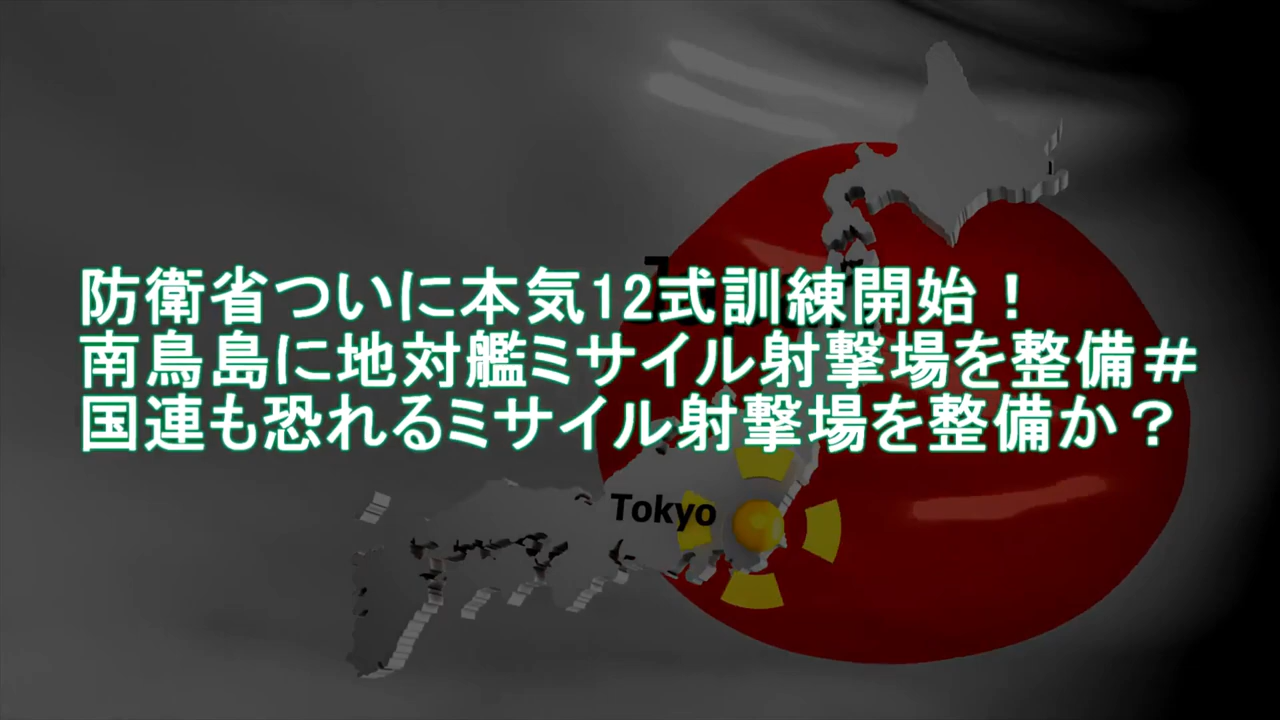 防衛省ついに本気12式訓練開始！
南鳥島に地対艦ミサイル射撃場を整備＃
国連も恐れるミサイル射撃場を整備か？
Tokyo